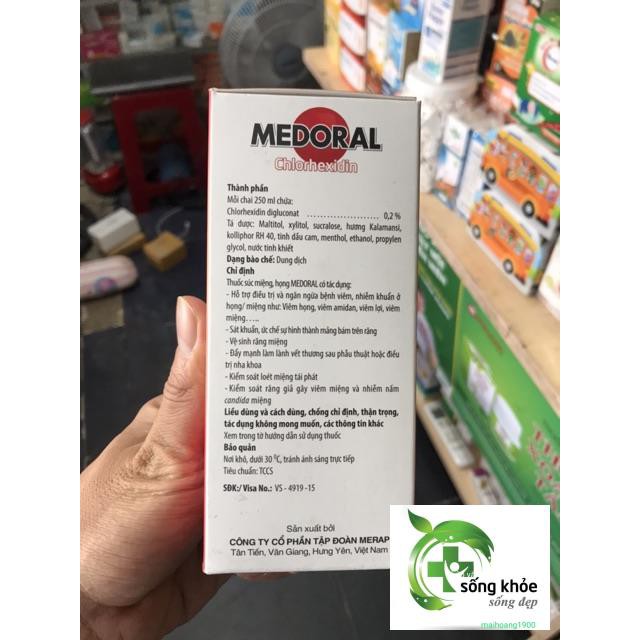 MEDORAL
Chlorhexidin
Thành phần
Mỗi chai 250 ml chứa:
Chlorhexidin digluconat ........................ 0,2 %
Tá dược: Maltitol, xylitol, sucralose, hương Kalamansi,
kolliphor RH 40, tinh dầu cam, menthol, ethanol, propylen
glycol, nước tinh khiết
Dạng bào chế: Dung dịch
Chỉ định
Thuốc súc miệng, họng MEDORAL có tác dụng:
- Hỗ trợ điều trị và ngăn ngừa bệnh viêm, nhiễm khuẩn ở
họng/ miệng như: Viêm họng, viêm amidan, viêm lợi, viêm
miệng…..
- Sát khuẩn, ức chế sự hình thành mảng bám trên răng
- Vệ sinh răng miệng
- Đẩy mạnh làm lành vết thương sau phẫu thuật hoặc điều
trị nha khoa
- Kiểm soát loét miệng tái phát
- Kiểm soát răng giả gây viêm miệng và nhiễm nấm
candida miệng
Liều dùng và cách dùng, chống chỉ định, thận trọng,
tác dụng không mong muốn, các thông tin khác
Xem trong tờ hướng dẫn sử dụng thuốc
Bảo quản
Nơi khô, dưới 30 °C, tránh ánh sáng trực tiếp
Tiêu chuẩn: TCCS
SĐK:/ Visa No.: VS - 4919 -15
Sản xuất bởi
CÔNG TY CỔ PHẦN TẬP ĐOÀN MERAP
Tân Tiến, Văn Giang, Hưng Yên, Việt Nam
sống khỏe
sống đẹp
maihoang1900